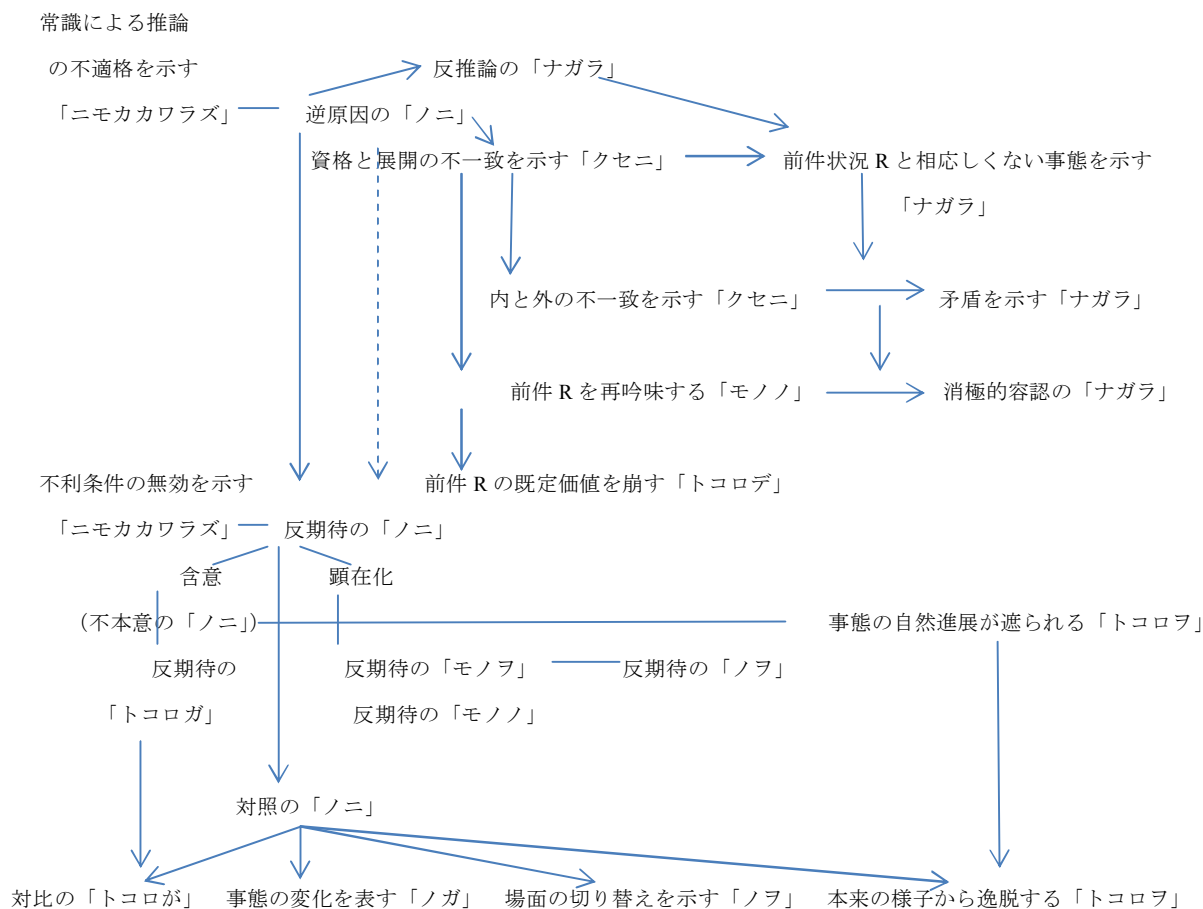 常識による推論
の不適格を示す
反推論の「ナガラ」
「ニモカカワラズ」
逆原因の「ノニ」
資格と展開の不一致を示す「クセニ」
前件状況 R と相応しくない事態を示す
「ナガラ」
内と外の不一致を示す「クセニ」
矛盾を示す「ナガラ」
前件 R を再吟味する「モノノ」
消極的容認の「ナガラ」
不利条件の無効を示す
前件 R の既定価値を崩す「トコロデ」
「ニモカカワラズ」
反期待の「ノニ」
含意
顕在化
(不本意の「ノニ」)
事態の自然進展が遮られる「トコロヲ」
反期待の
反期待の「モノヲ」
反期待の「ノヲ」
「トコロガ」
反期待の「モノノ」
対照の「ノニ」
対比の「トコロが」
事態の変化を表す「ノガ」
場面の切り替えを示す「ノヲ」
本来の様子から逸脱する「トコロヲ」